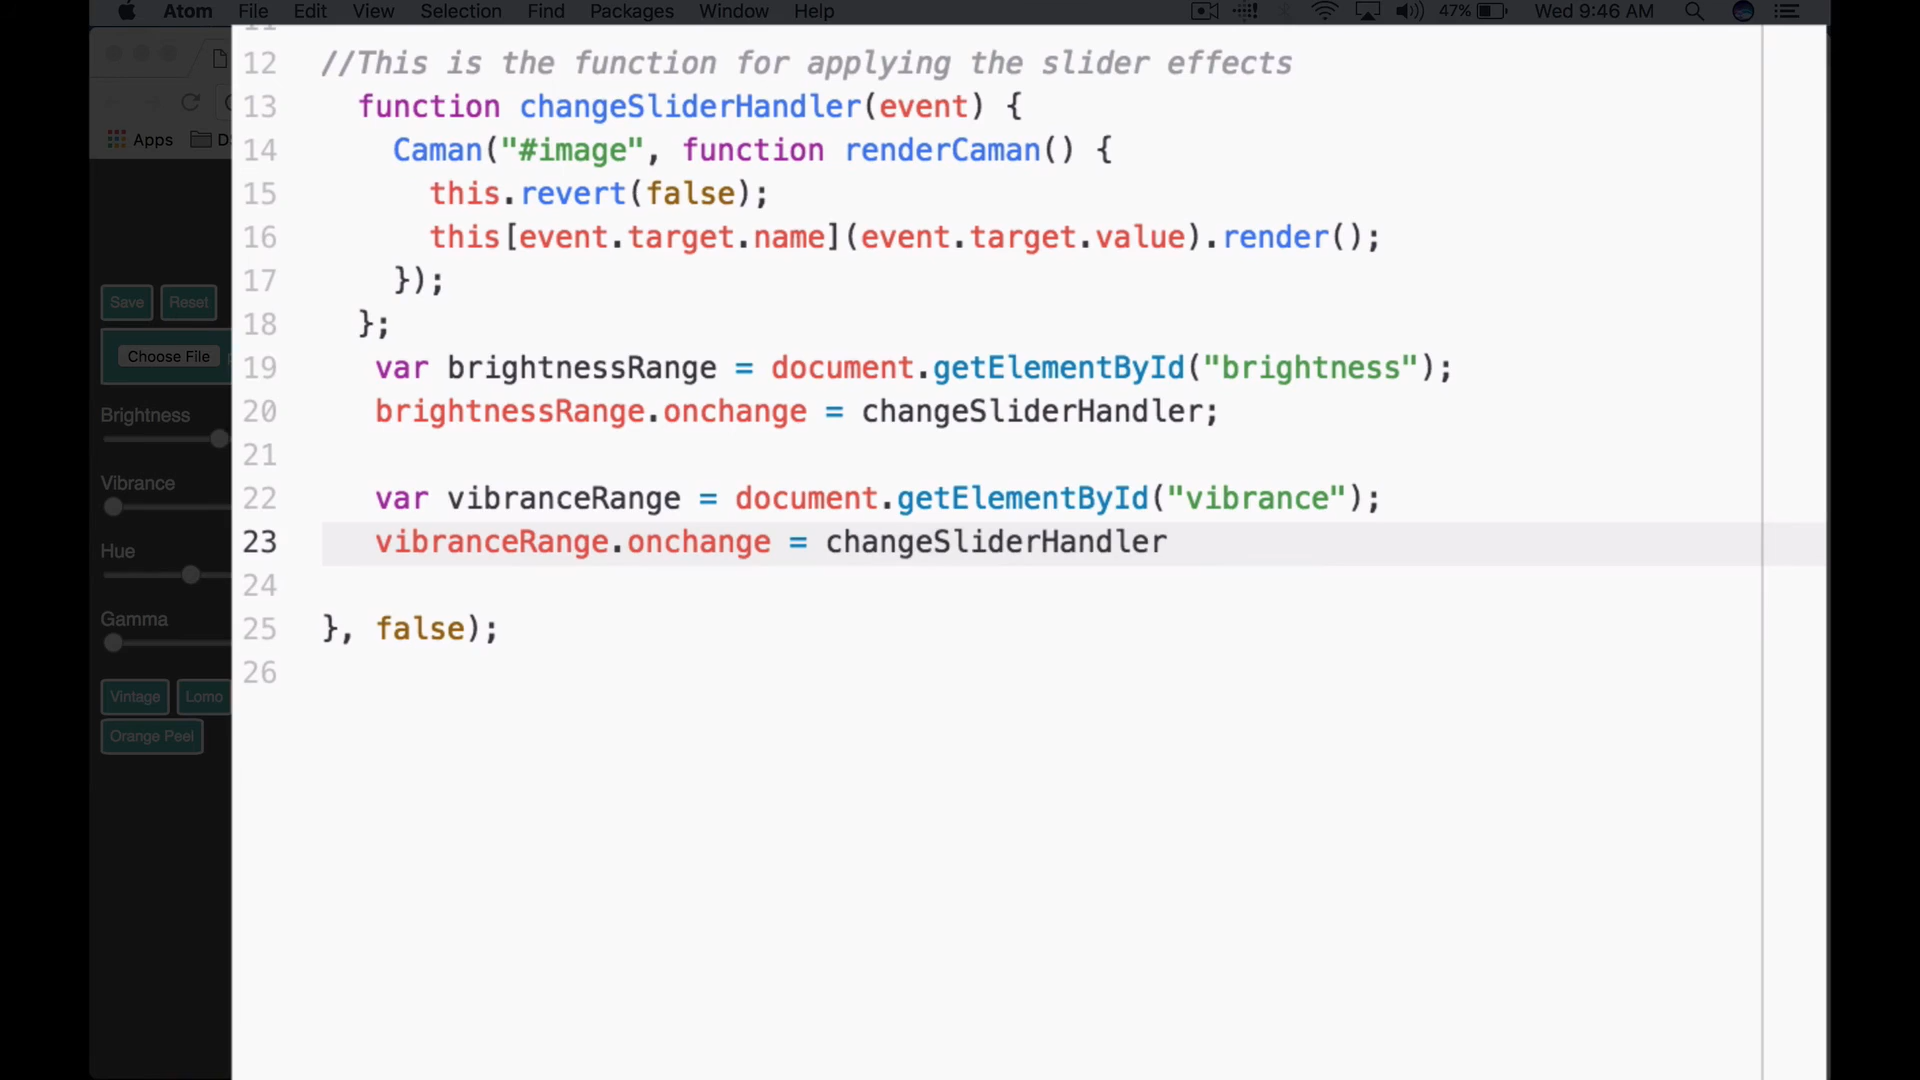 Atom File Edit View Selection Find Packages Window Help 47% Wed 9:46 AM
Apps
Save Reset
Choose File
Brightness
Vibrance
Hue
Gamma
Vintage Lomo
Orange Peel
12 //This is the function for applying the slider effects
13 function changeSliderHandler(event) {
14 Caman("#image", function renderCaman() {
15 this.revert(false);
16 this[event.target.name](event.target.value).render();
17 });
18 };
19 var brightnessRange = document.getElementById("brightness");
20 brightnessRange.onchange = changeSliderHandler;
21
22 var vibranceRange = document.getElementById("vibrance");
23 vibranceRange.onchange = changeSliderHandler
24
25 }, false);
26